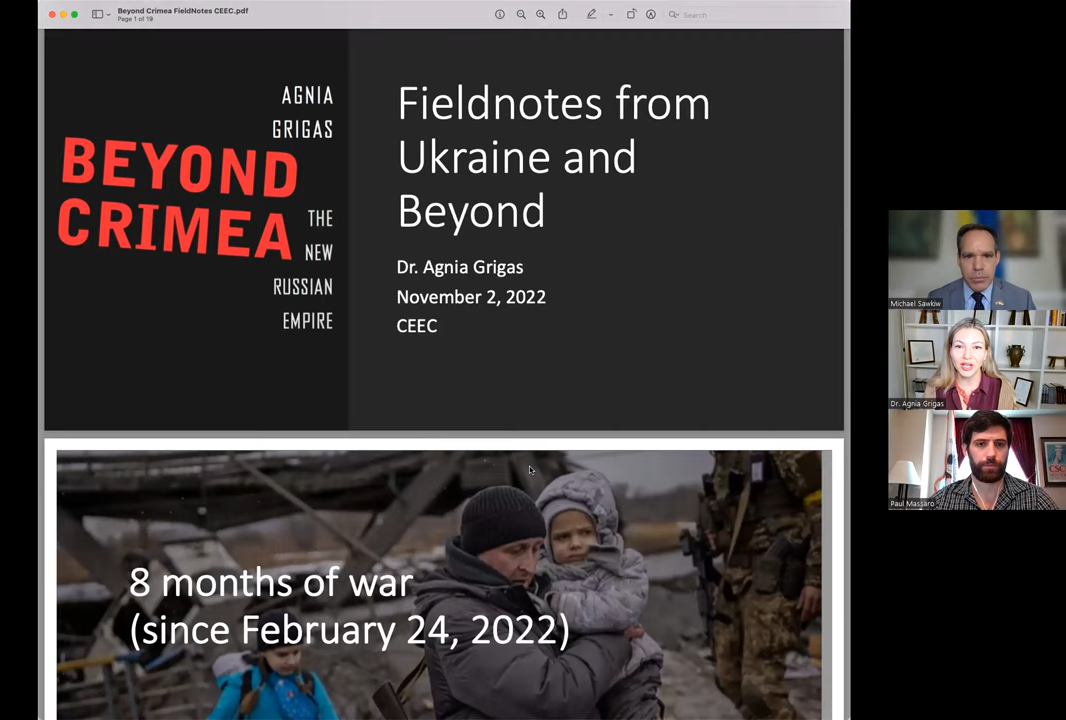 Beyond Crimea FieldNotes CEEC.pdf
Page 1 of 19
Search
AGNIA
GRIGAS
BEYOND
CRIMEA
THE
NEW
RUSSIAN
EMPIRE
Fieldnotes from
Ukraine and
Beyond
Dr. Agnia Grigas
November 2, 2022
CEEC
8 months of war
(since February 24, 2022)
Michael Sawkiw
Dr. Agnia Grigas
CSC
Paul Massaro